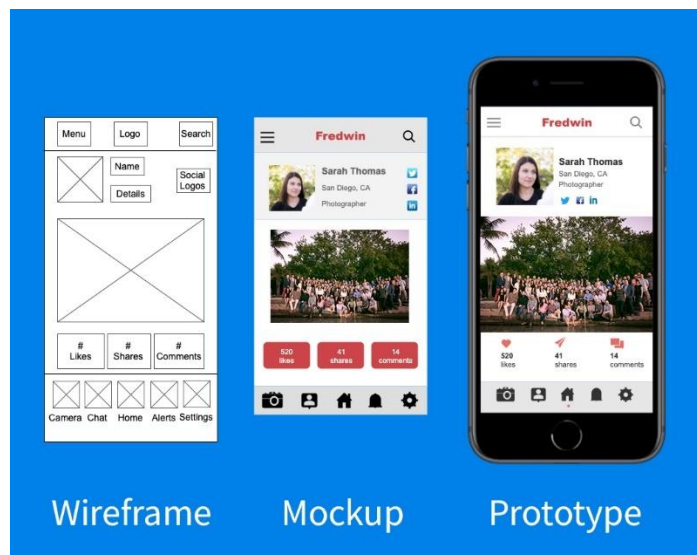 Menu
Logo
Search
Name
Details
Social
Logos
#
Likes
#
Shares
#
Comments
Camera Chat Home Alerts Settings
Wireframe
Fredwin
Sarah Thomas
San Diego, CA
Photographer
520
likes
41
shares
14
comments
Mockup
Fredwin
Sarah Thomas
San Diego, CA
Photographer
520
likes
41
shares
14
comments
Prototype